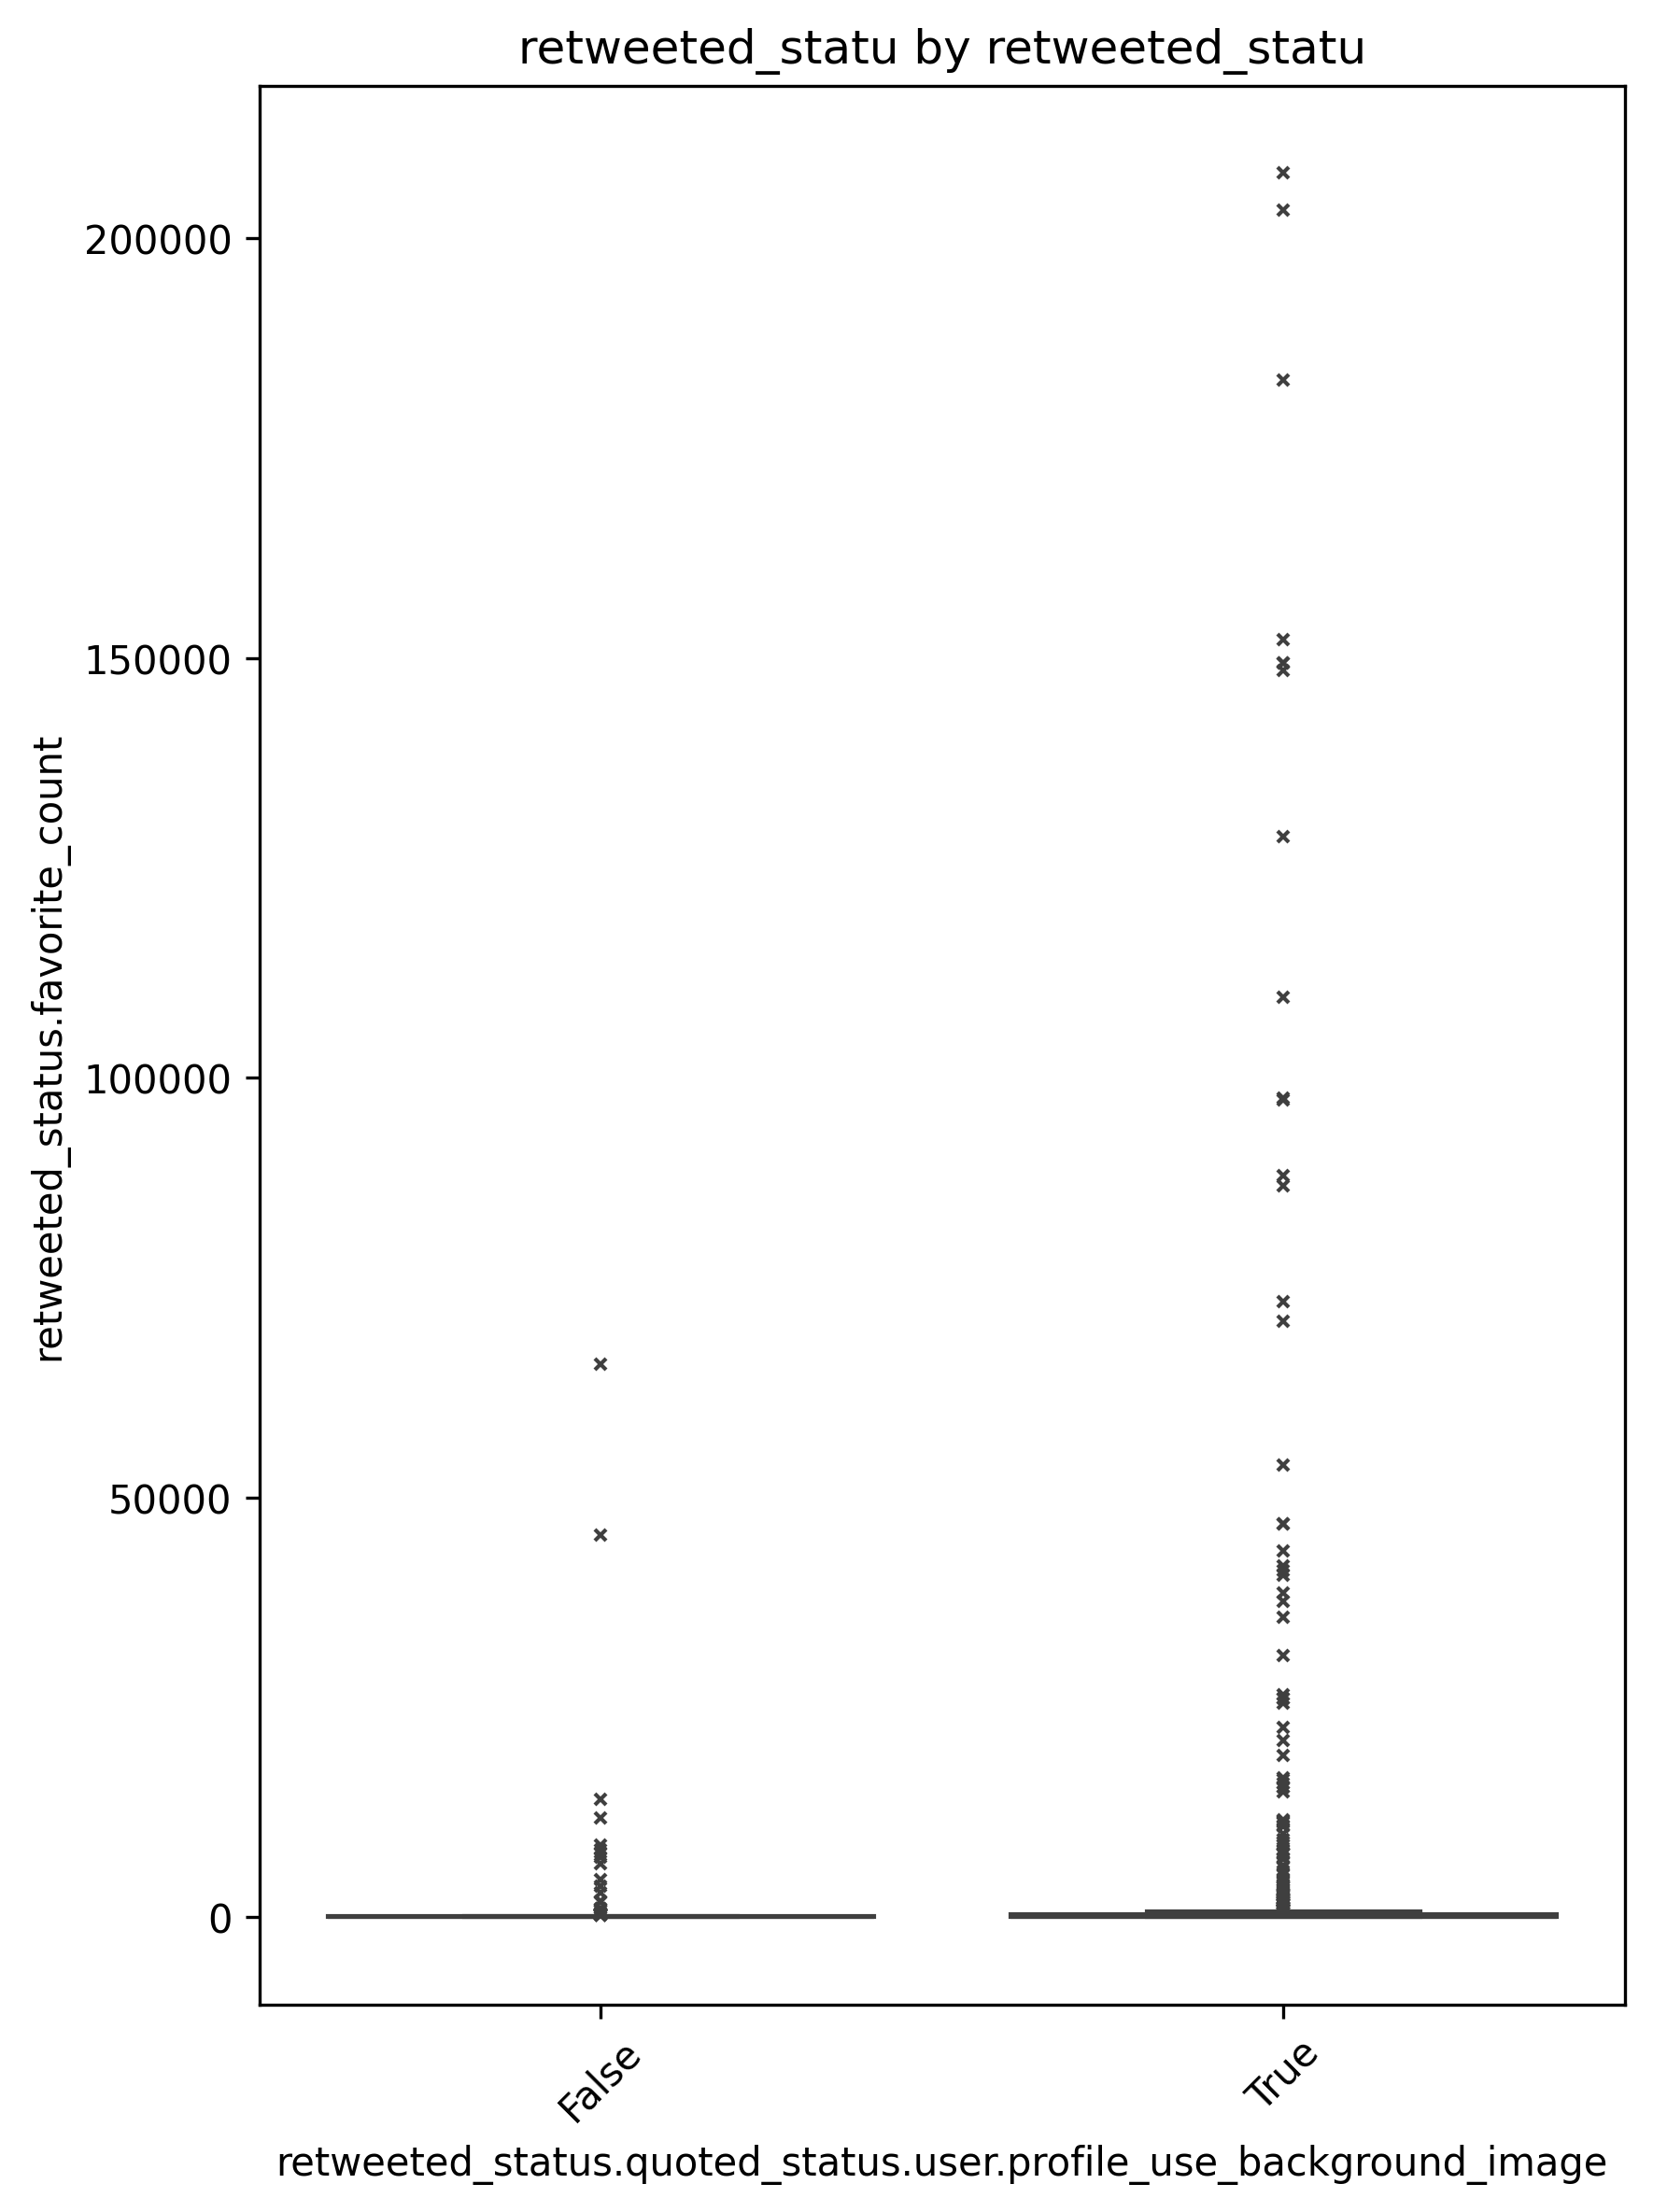 retweeted_statu by retweeted_statu
200000
150000
100000
50000
0
retweeted_status.favorite_count
False
True
retweeted_status.quoted_status.user.profile_use_background_image